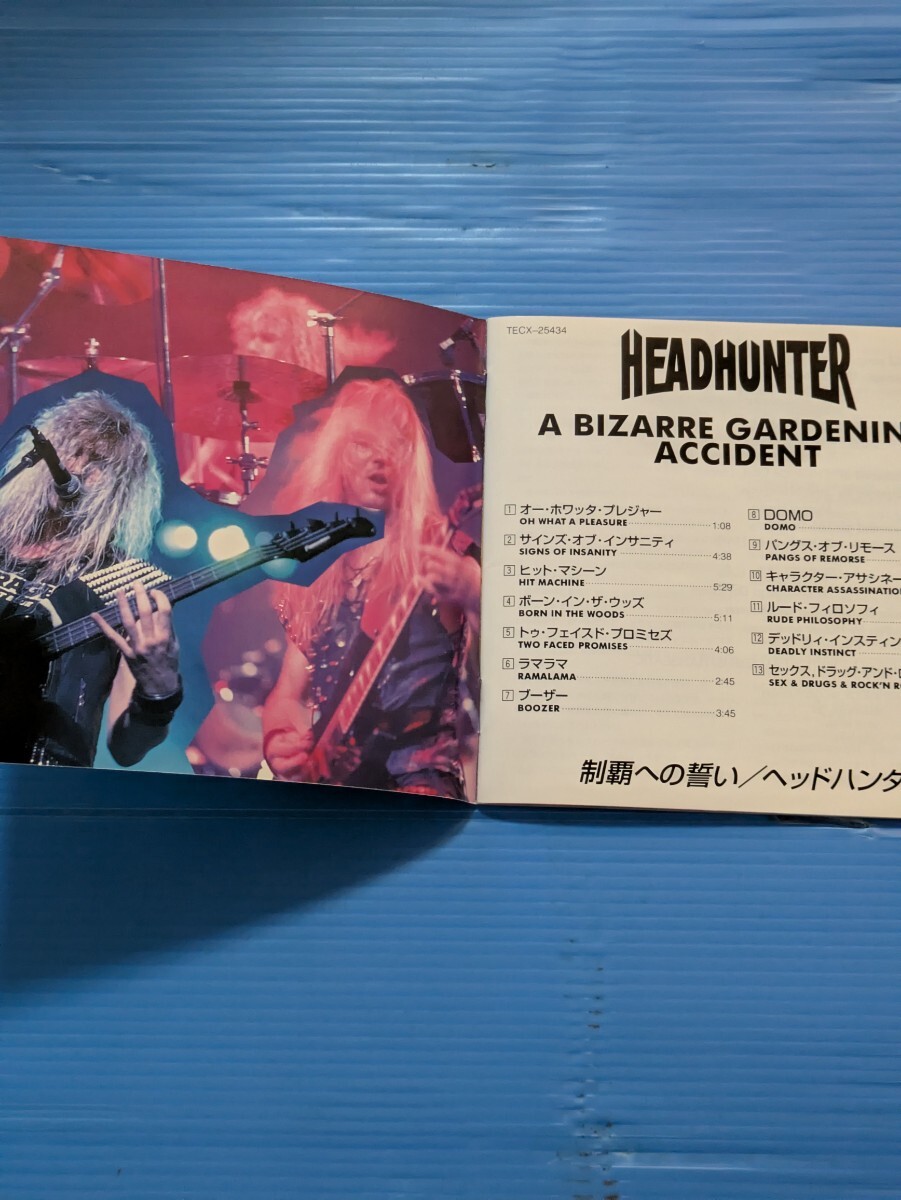 TECX-25434
HEADHUNTER
A BIZARRE GARDENIN
ACCIDENT
1 オー・ホワッタ・プレジャー
OH WHAT A PLEASURE 1:08
2 サインズ・オブ・インサニティ
SIGNS OF INSANITY 4:38
3 ヒット・マシーン
HIT MACHINE 5:29
4 ボーン・イン・ザ・ウッズ
BORN IN THE WOODS 5:11
5 トゥ・フェイスド・プロミセズ
TWO FACED PROMISES 4:06
6 ラマラマ
RAMALAMA 2:45
7 ブーザー
BOOZER 3:45
8 DOMO
DOMO
9 パングス・オブ・リモース
PANGS OF REMORSE
10 キャラクター・アサシネー
CHARACTER ASSASSINATION
11 ルード・フィロソフィ
RUDE PHILOSOPHY
12 デッドリィ・インスティン
DEADLY INSTINCT
13 セックス、ドラッグ・アンド・ロ
SEX & DRUGS & ROCK'N RO
制覇への誓い/ヘッドハンタ